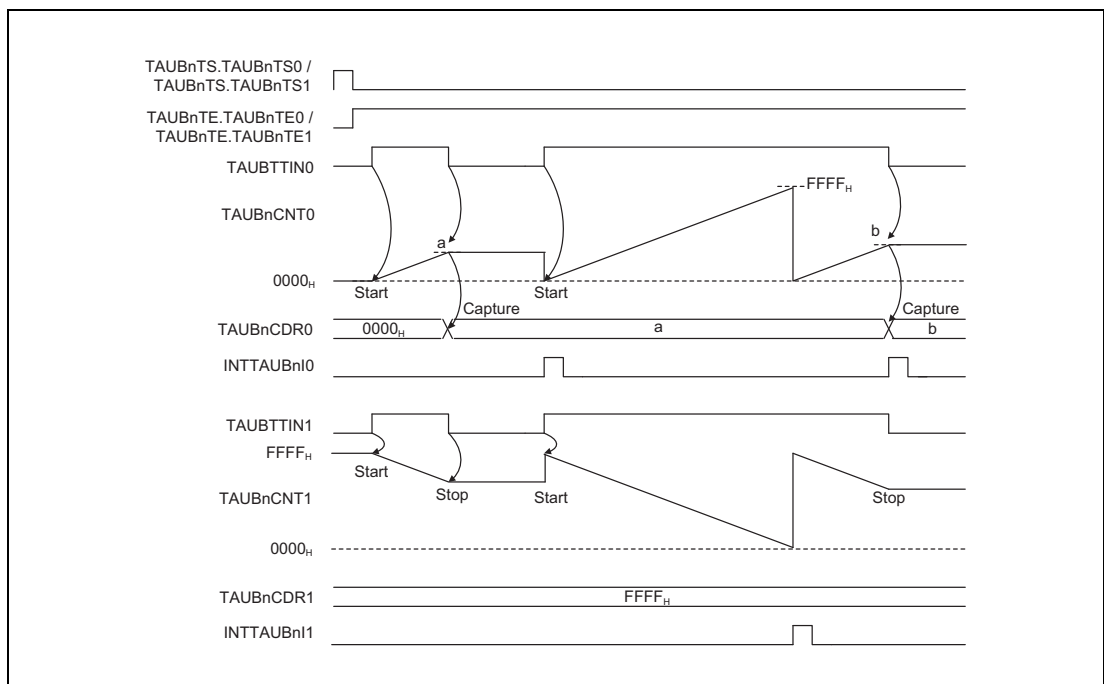 TAUBnTS.TAUBnTS0 /
TAUBnTS.TAUBnTS1
TAUBnTE.TAUBnTE0 /
TAUBnTE.TAUBnTE1
TAUBTTIN0
FFFFH
TAUBnCNT0
a
b
0000H
Start
Start
Capture
Capture
TAUBnCDR0
0000H
a
b
INTTAUBnI0
TAUBTTIN1
FFFFH
Start
Stop
Start
Stop
TAUBnCNT1
0000H
TAUBnCDR1
FFFFH
INTTAUBnI1